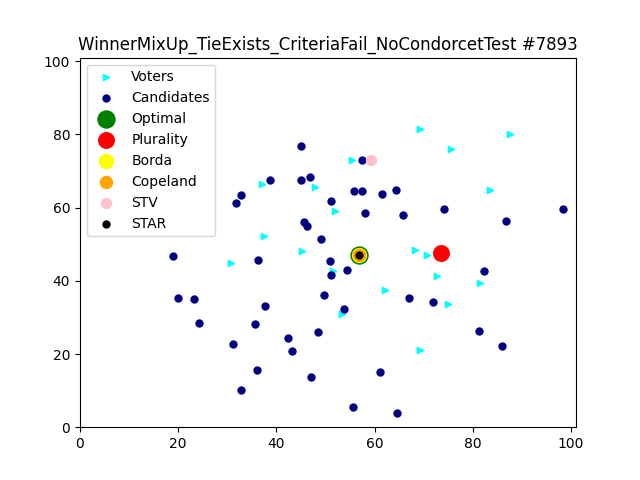 WinnerMixUp_TieExists_CriteriaFail_NoCondorcetTest #7893
100
80
60
40
20
0
Voters
Candidates
Optimal
Plurality
Borda
Copeland
STV
STAR
0 20 40 60 80 100